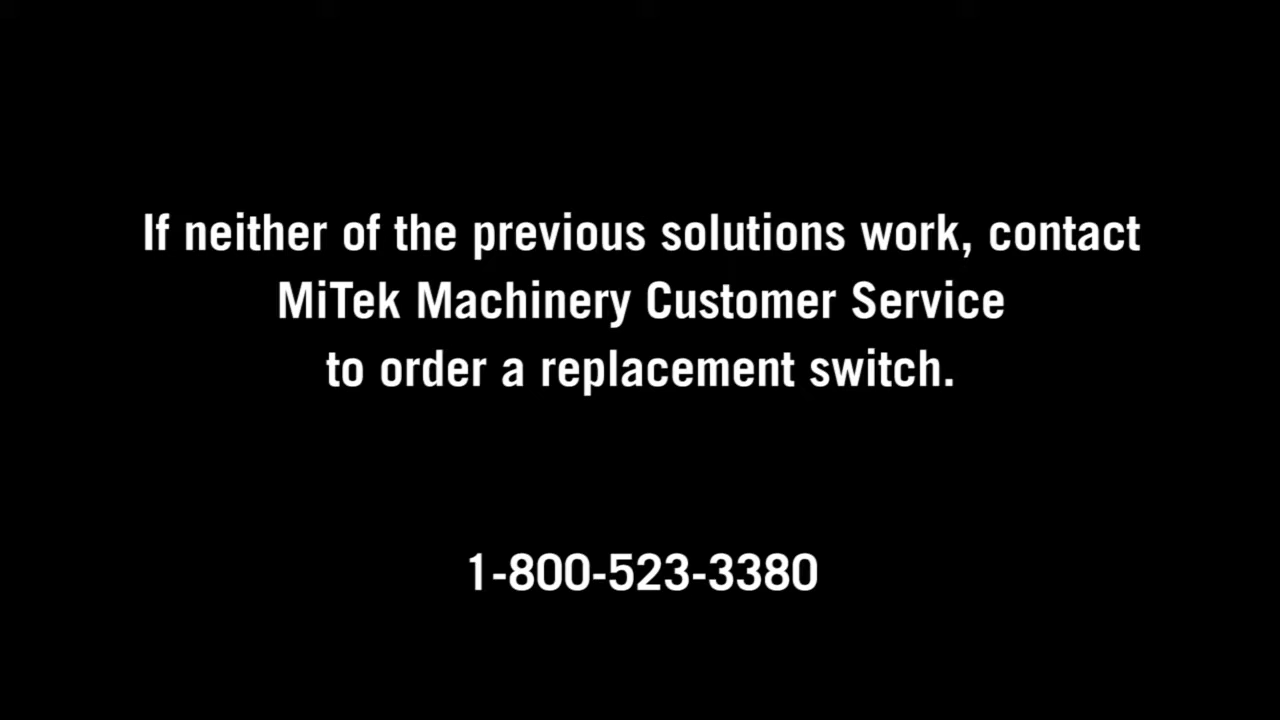 If neither of the previous solutions work, contact
MiTek Machinery Customer Service
to order a replacement switch.
1-800-523-3380